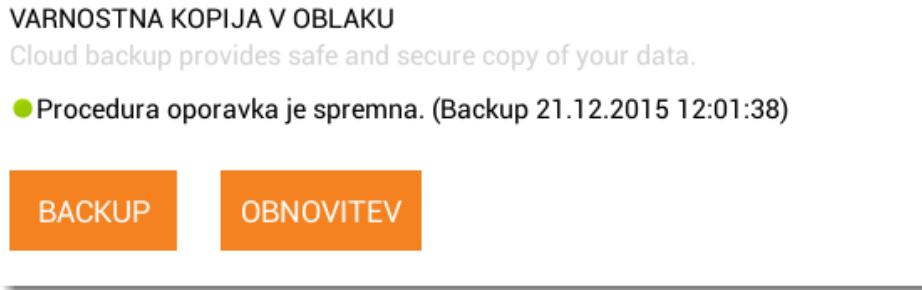 VARNOSTNA KOPIJA V OBLAKU
Cloud backup provides safe and secure copy of your data.
Procedura oporavka je spremna. (Backup 21.12.2015 12:01:38)
BACKUP OBNOVITEV